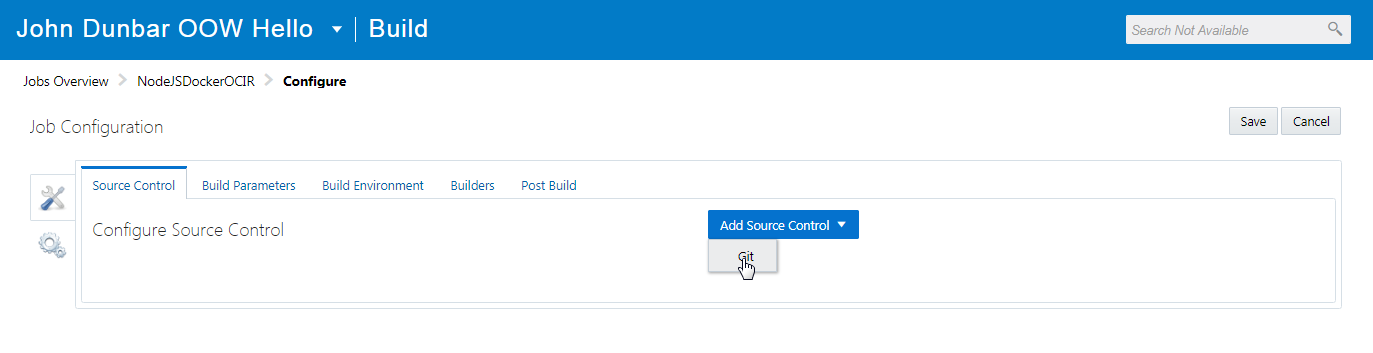 John Dunbar OOW Hello Build
Search Not Available
Jobs Overview NodeJSDockerOCIR Configure
Job Configuration
Save Cancel
Source Control Build Parameters Build Environment Builders Post Build
Configure Source Control
Add Source Control
Git